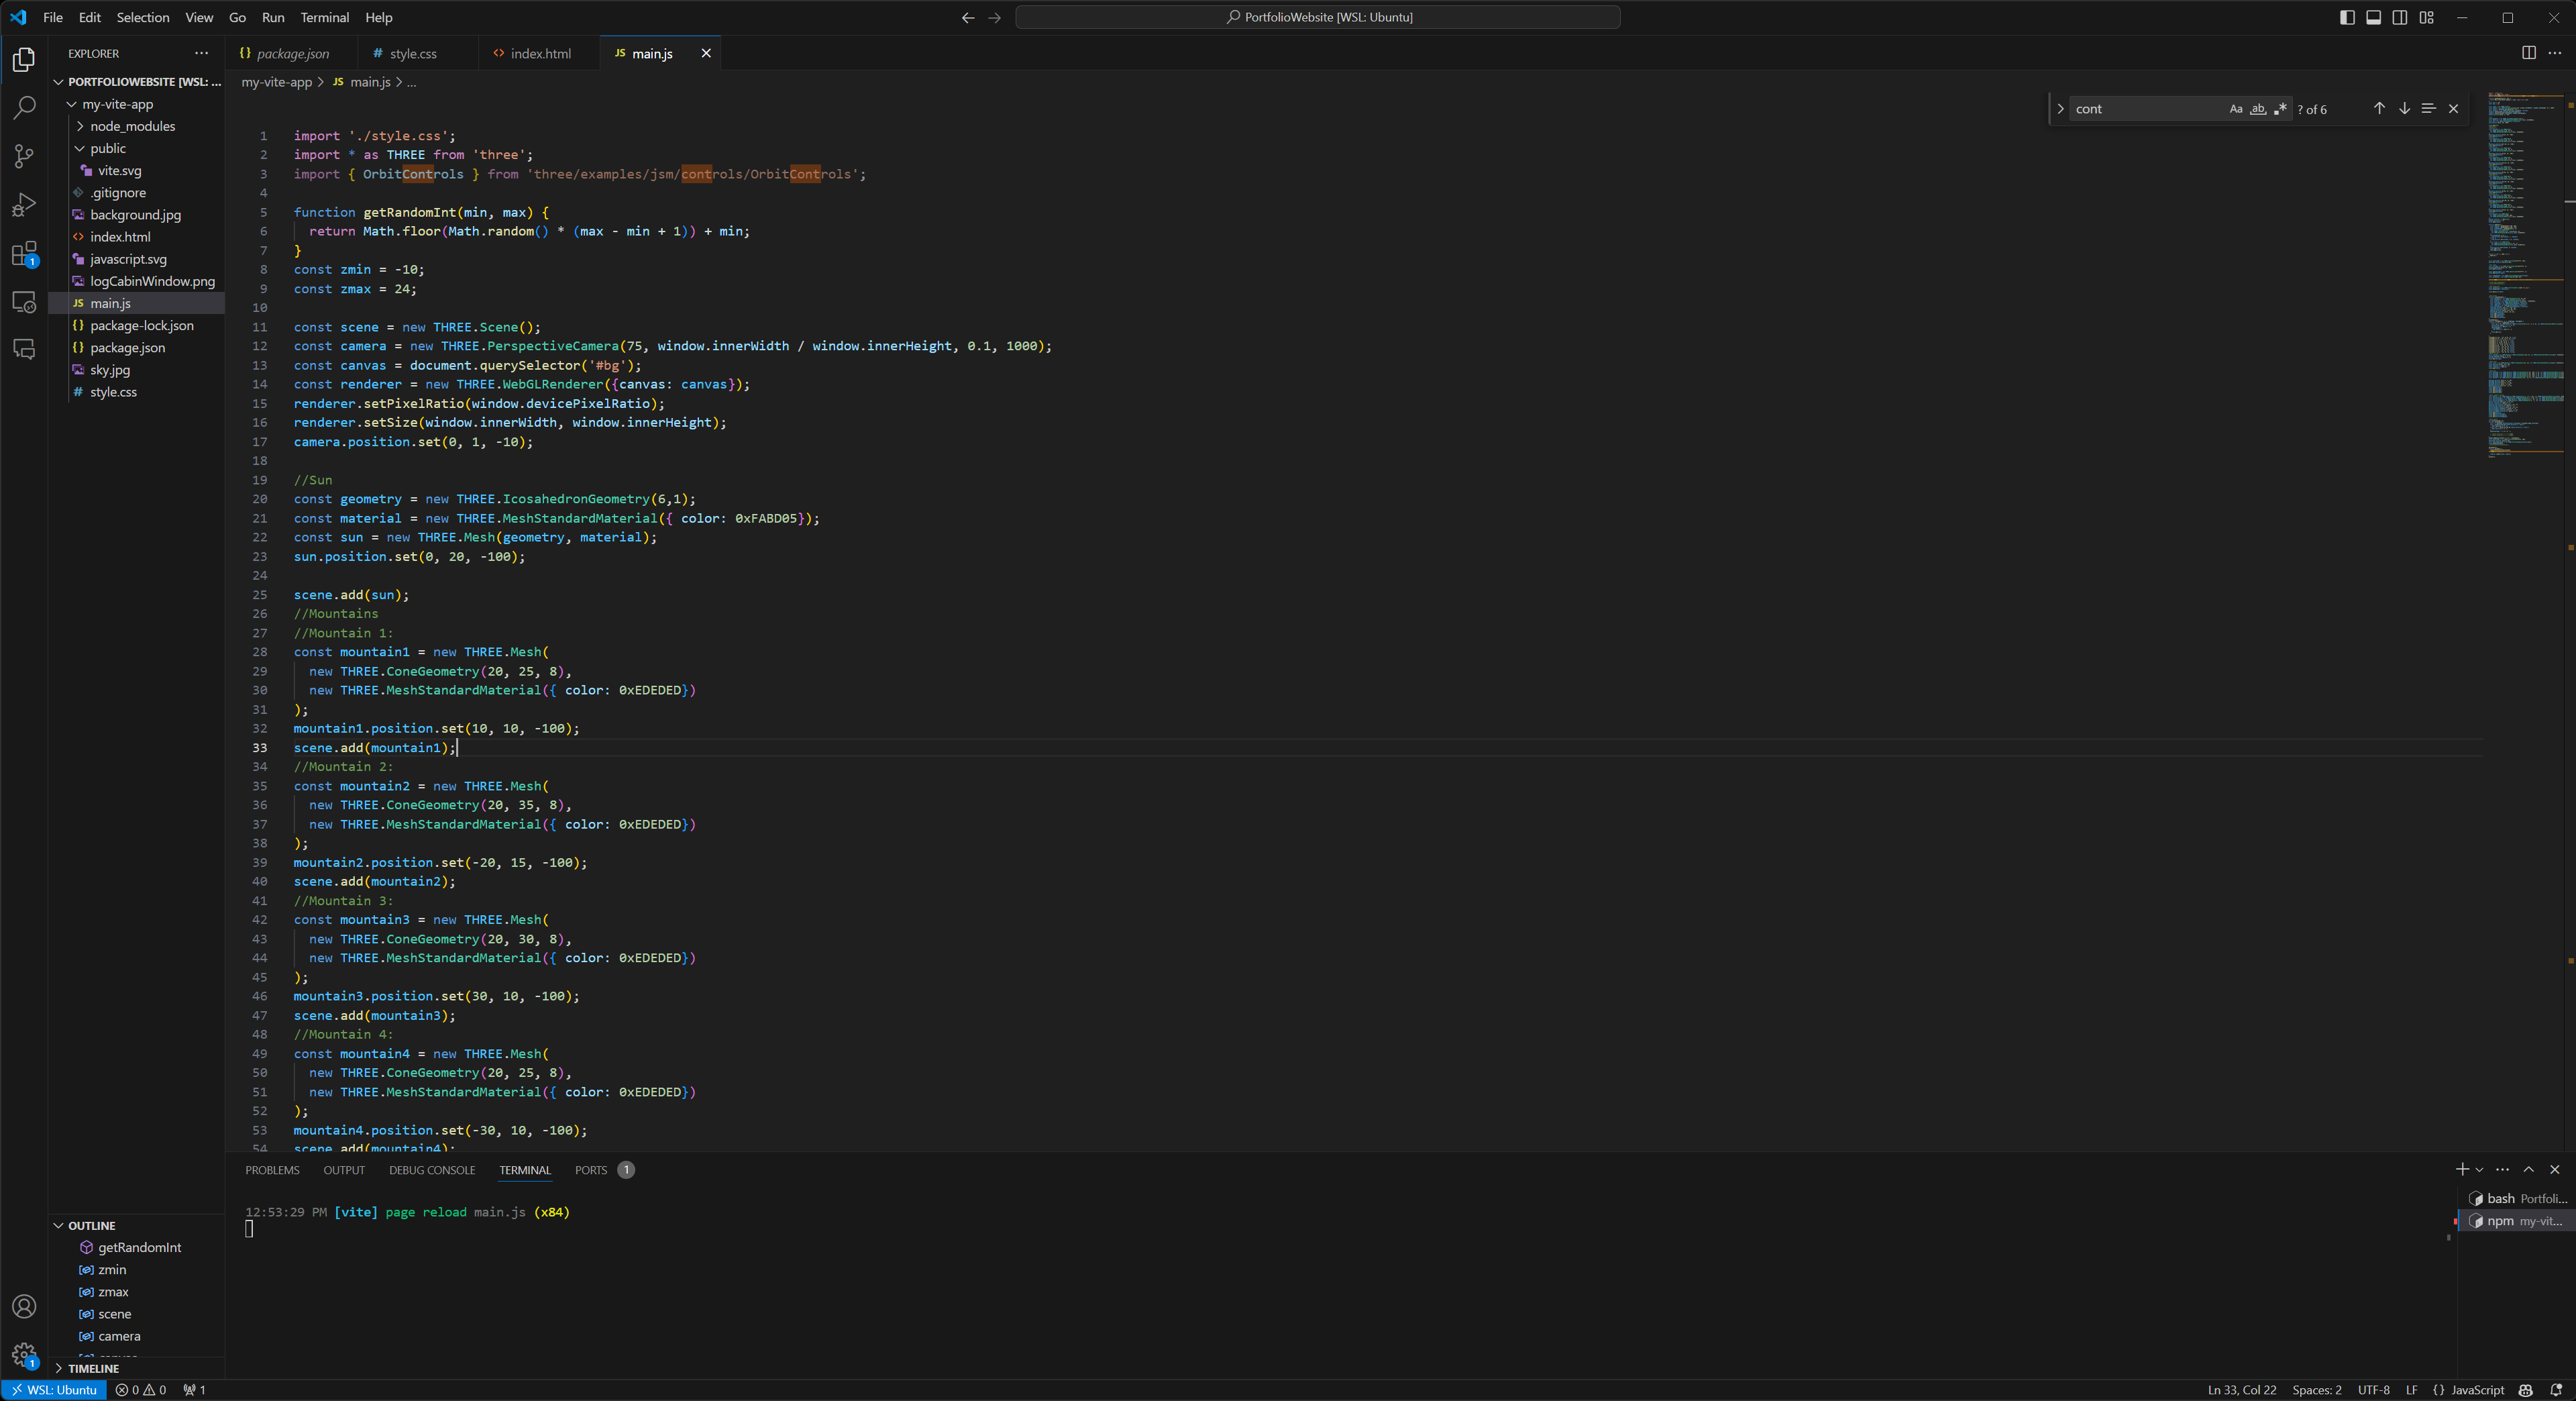 File Edit Selection View Go Run Terminal Help
PortfolioWebsite [WSL: Ubuntu]
EXPLORER
PORTFOLIOWEBSITE [WSL: ...
my-vite-app
node_modules
public
vite.svg
.gitignore
background.jpg
index.html
javascript.svg
logCabinWindow.png
JS main.js
{} package-lock.json
{} package.json
sky.jpg
# style.css
OUTLINE
getRandomInt
zmin
zmax
scene
camera
TIMELINE
1
1
{} package.json
# style.css
<> index.html
JS main.js
my-vite-app > JS main.js > ...
cont Aa ab .* ? of 6
1 import './style.css';
2 import * as THREE from 'three';
3 import { OrbitControls } from 'three/examples/jsm/controls/OrbitControls';
4
5 function getRandomInt(min, max) {
6 return Math.floor(Math.random() * (max - min + 1)) + min;
7 }
8 const zmin = -10;
9 const zmax = 24;
10
11 const scene = new THREE.Scene();
12 const camera = new THREE.PerspectiveCamera(75, window.innerWidth / window.innerHeight, 0.1, 1000);
13 const canvas = document.querySelector('#bg');
14 const renderer = new THREE.WebGLRenderer({canvas: canvas});
15 renderer.setPixelRatio(window.devicePixelRatio);
16 renderer.setSize(window.innerWidth, window.innerHeight);
17 camera.position.set(0, 1, -10);
18
19 //Sun
20 const geometry = new THREE.IcosahedronGeometry(6,1);
21 const material = new THREE.MeshStandardMaterial({ color: 0xFABD05});
22 const sun = new THREE.Mesh(geometry, material);
23 sun.position.set(0, 20, -100);
24
25 scene.add(sun);
26 //Mountains
27 //Mountain 1:
28 const mountain1 = new THREE.Mesh(
29 new THREE.ConeGeometry(20, 25, 8),
30 new THREE.MeshStandardMaterial({ color: 0xEDEDED})
31 );
32 mountain1.position.set(10, 10, -100);
33 scene.add(mountain1);
34 //Mountain 2:
35 const mountain2 = new THREE.Mesh(
36 new THREE.ConeGeometry(20, 35, 8),
37 new THREE.MeshStandardMaterial({ color: 0xEDEDED})
38 );
39 mountain2.position.set(-20, 15, -100);
40 scene.add(mountain2);
41 //Mountain 3:
42 const mountain3 = new THREE.Mesh(
43 new THREE.ConeGeometry(20, 30, 8),
44 new THREE.MeshStandardMaterial({ color: 0xEDEDED})
45 );
46 mountain3.position.set(30, 10, -100);
47 scene.add(mountain3);
48 //Mountain 4:
49 const mountain4 = new THREE.Mesh(
50 new THREE.ConeGeometry(20, 25, 8),
51 new THREE.MeshStandardMaterial({ color: 0xEDEDED})
52 );
53 mountain4.position.set(-30, 10, -100);
54 scene.add(mountain4);
PROBLEMS OUTPUT DEBUG CONSOLE TERMINAL PORTS 1
12:53:29 PM [vite] page reload main.js (x84)
bash Portfoli...
npm my-vit...
WSL: Ubuntu 0 0 1
Ln 33, Col 22 Spaces: 2 UTF-8 LF {} JavaScript